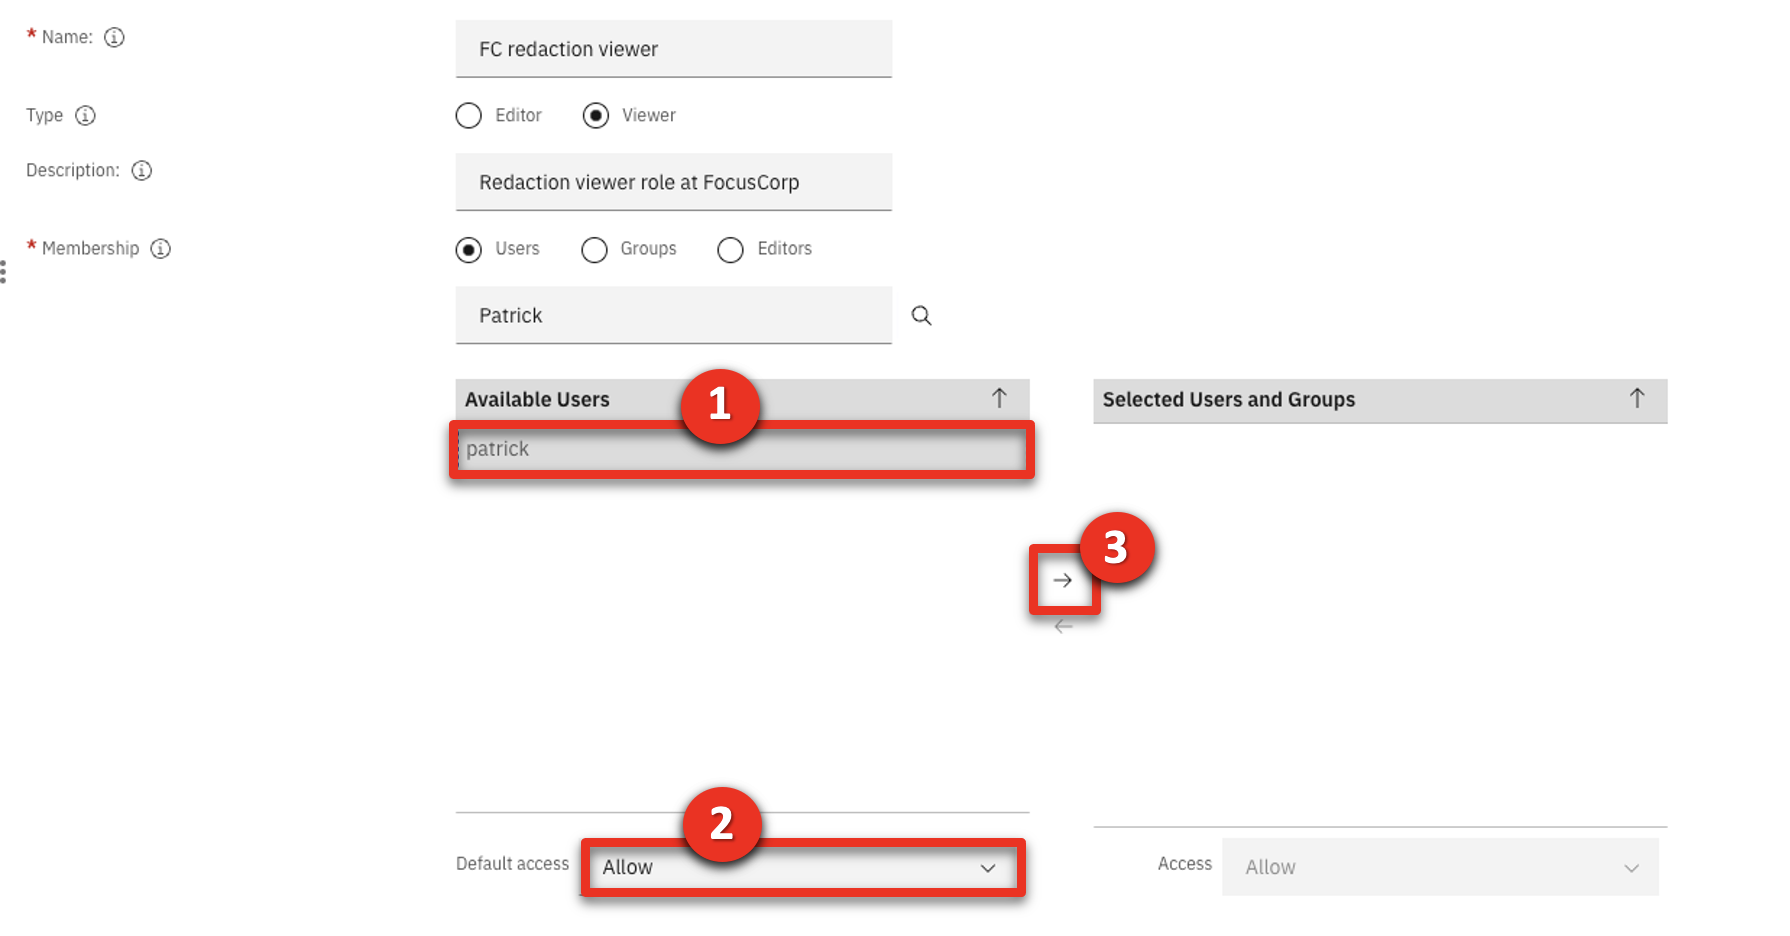 * Name:
FC redaction viewer
Type
Editor
Viewer
Description:
Redaction viewer role at FocusCorp
* Membership
Users
Groups
Editors
Patrick
Available Users
1
Selected Users and Groups
patrick
3
2
Default access
Allow
Access
Allow